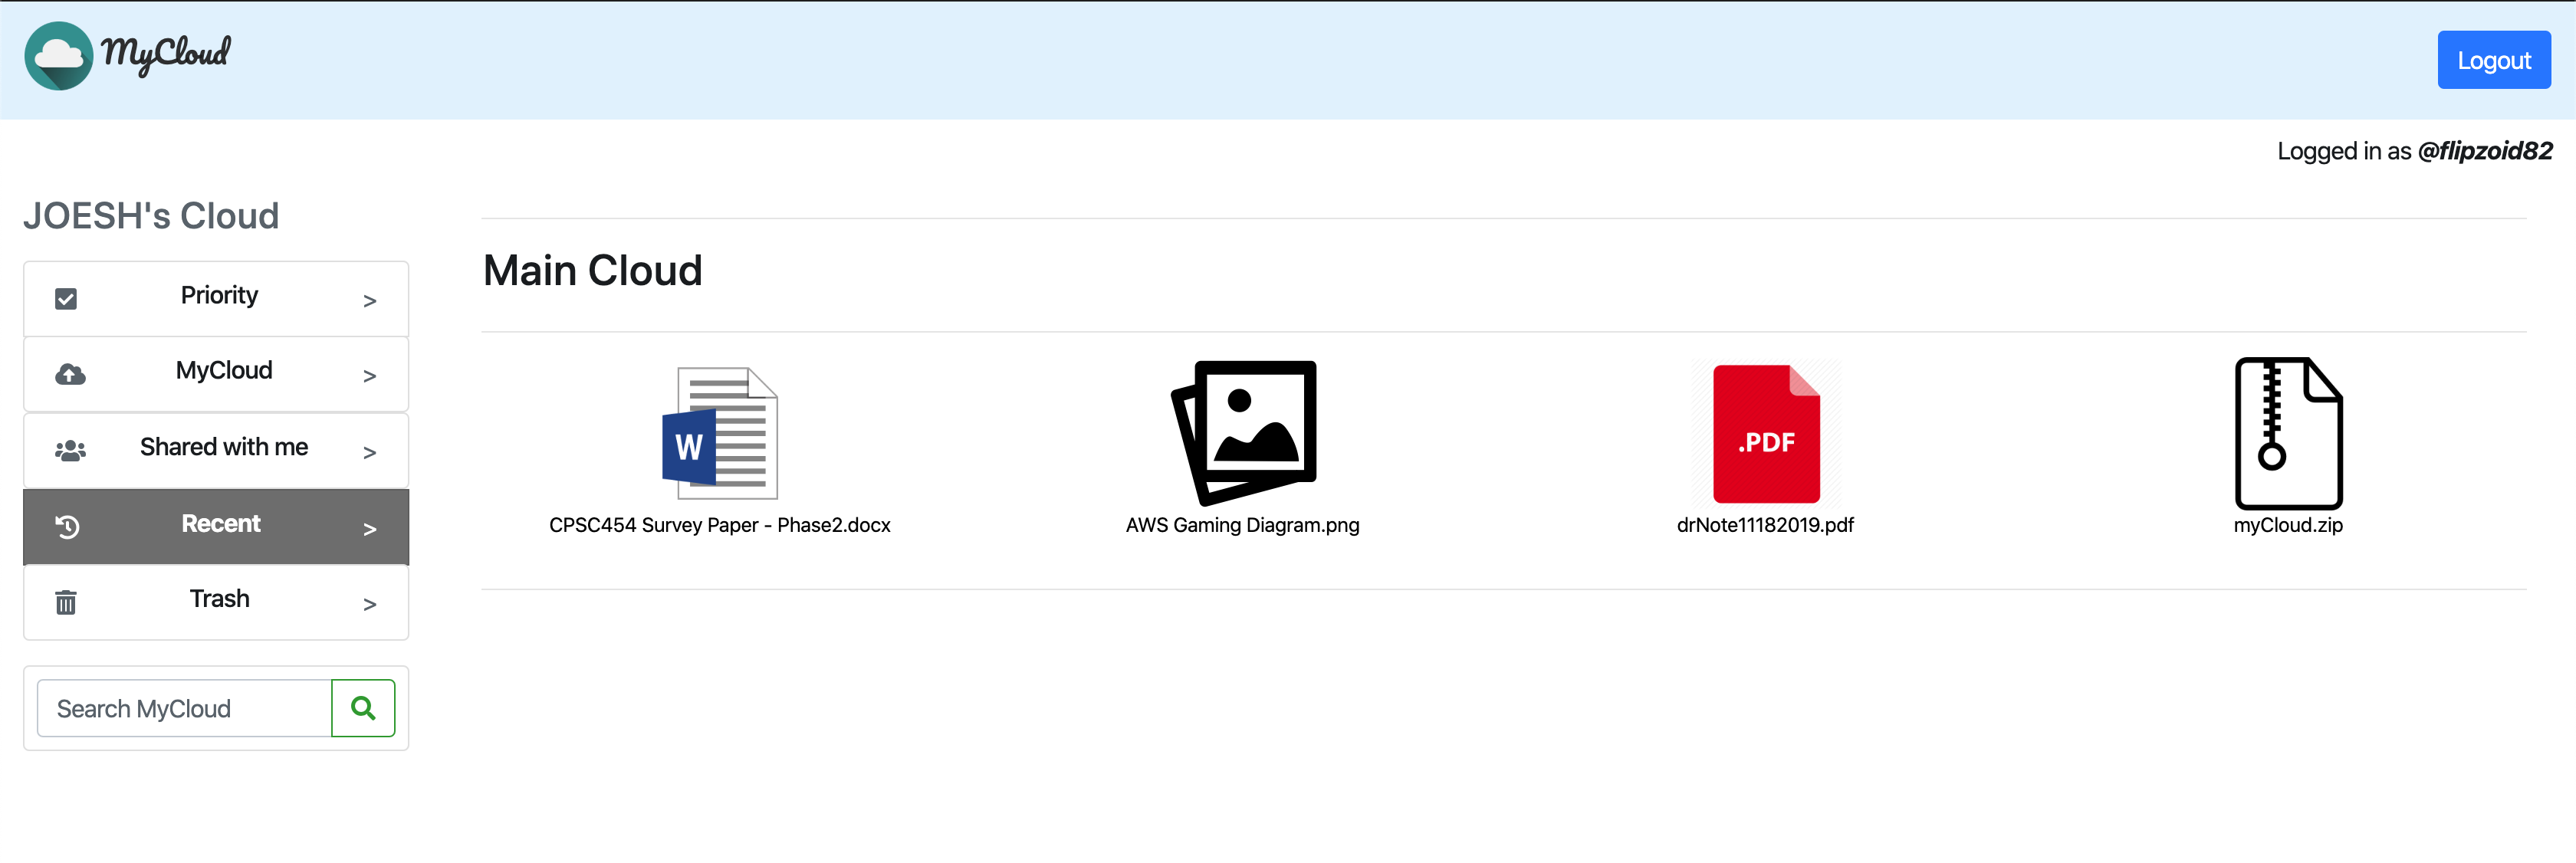 MyCloud
Logout
Logged in as @flipzoid82
JOESH's Cloud
Priority >
MyCloud >
Shared with me >
Recent >
Trash >
Search MyCloud
Main Cloud
W
.PDF
CPSC454 Survey Paper - Phase2.docx
AWS Gaming Diagram.png
drNote11182019.pdf
myCloud.zip